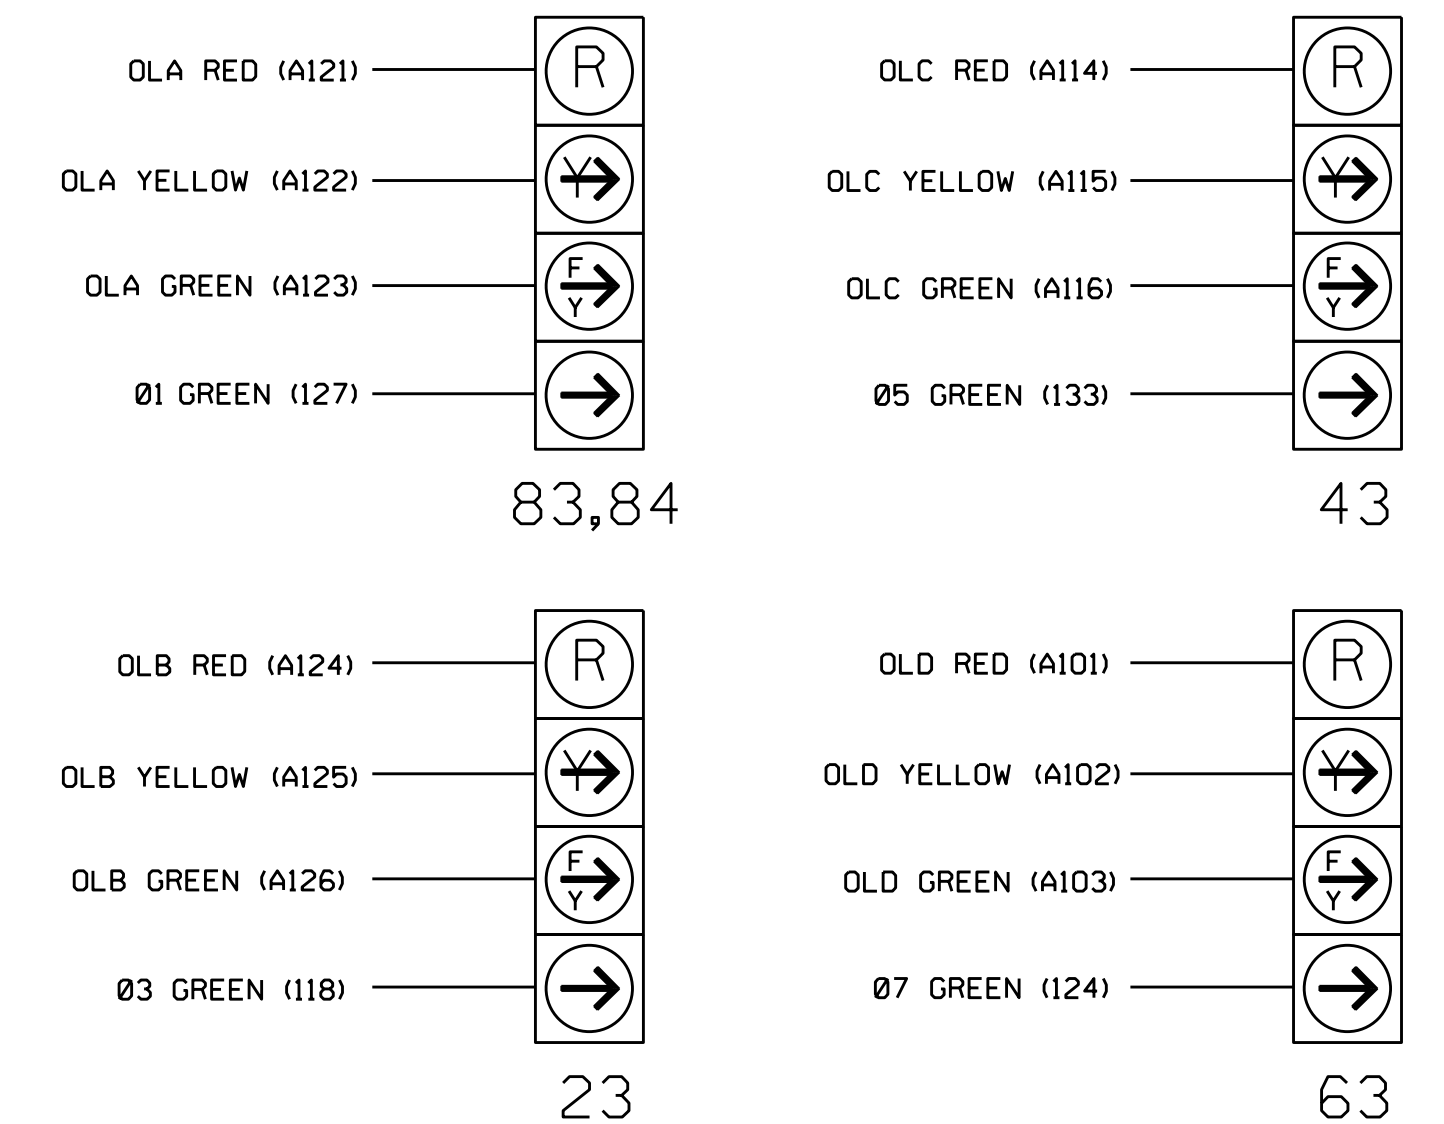 OLA RED (A121)
R
OLA YELLOW (A122)
Y
OLA GREEN (A123)
F
Y
Ø1 GREEN (127)
83,84
OLC RED (A114)
R
OLC YELLOW (A115)
Y
OLC GREEN (A116)
F
Y
Ø5 GREEN (133)
43
OLB RED (A124)
R
OLB YELLOW (A125)
Y
OLB GREEN (A126)
F
Y
Ø3 GREEN (118)
23
OLD RED (A101)
R
OLD YELLOW (A102)
Y
OLD GREEN (A103)
F
Y
Ø7 GREEN (124)
63